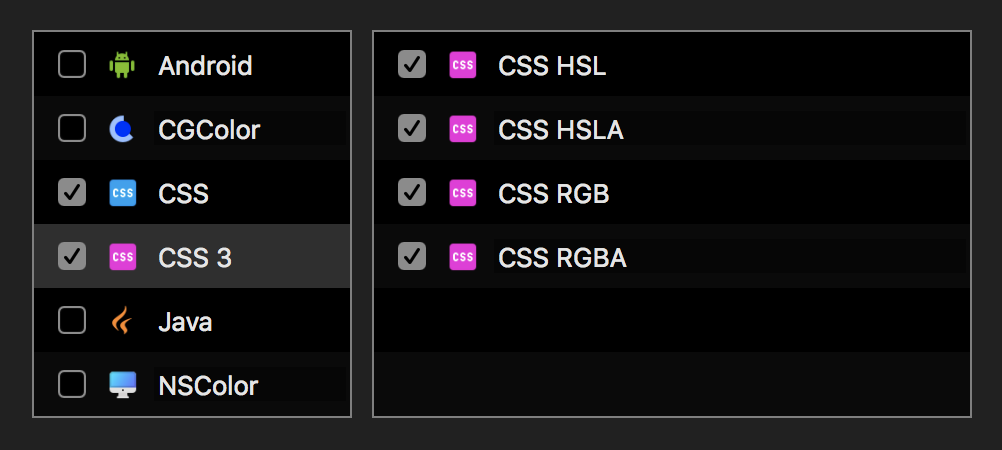 Android
CGColor
CSS CSS
CSS CSS 3
Java
NSColor
CSS CSS HSL
CSS CSS HSLA
CSS CSS RGB
CSS CSS RGBA